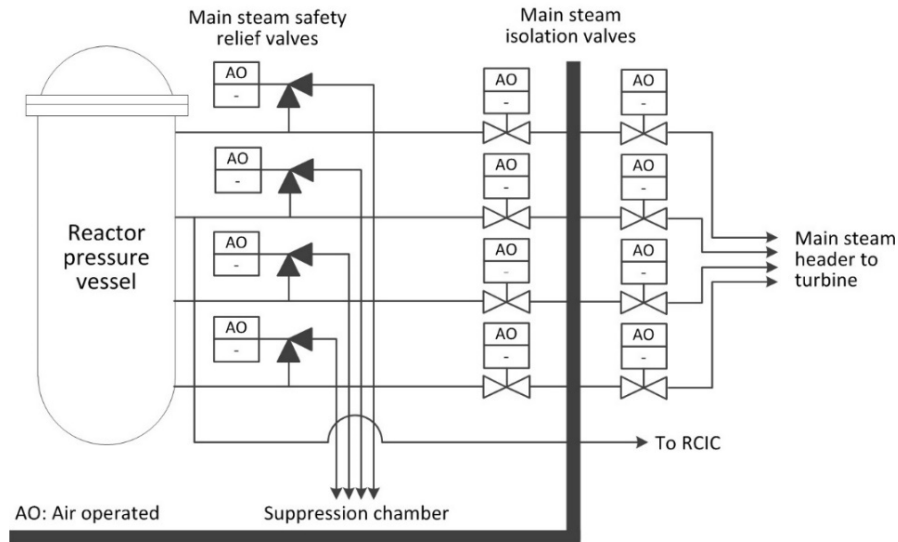 Main steam safety
relief valves
Main steam
isolation valves
AO
-
AO
-
AO
-
AO
-
AO
-
AO
-
Reactor
pressure
vessel
AO
-
AO
-
AO
-
Main steam
header to
turbine
AO
-
AO
-
AO
-
To RCIC
AO: Air operated
Suppression chamber